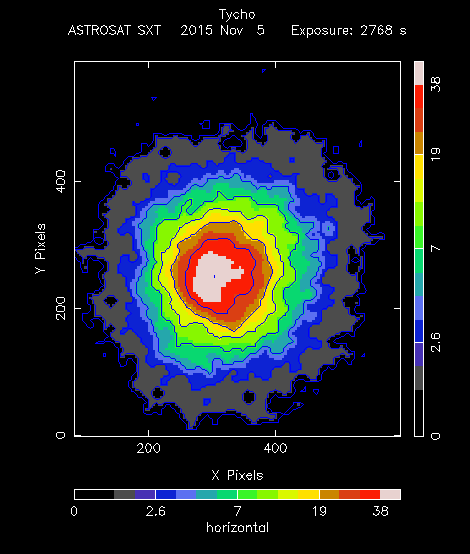 Tycho
ASTROSAT SXT 2015 Nov 5 Exposure: 2768 s
38
19
7
2.6
0
400
200
0
Y Pixels
200 400
X Pixels
0 2.6 7 19 38
horizontal